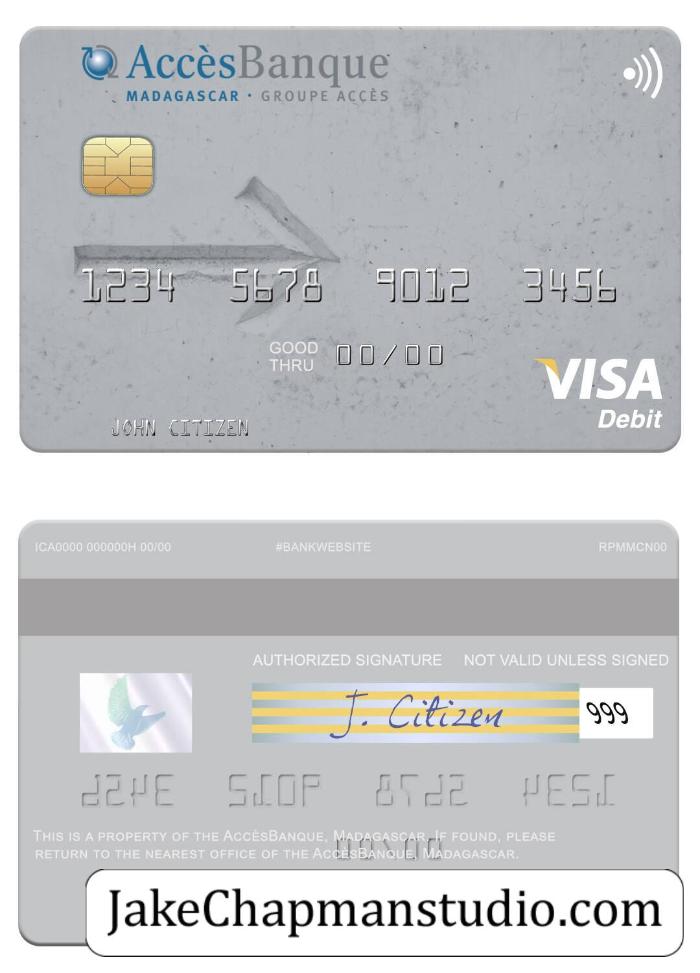 AccèsBanque
MADAGASCAR · GROUPE ACCÈS
1234 5678 9012 3456
GOOD THRU 00/00
VISA
Debit
JOHN CITIZEN
ICA0000 000000H 00/00 #BANKWEBSITE RPMMCN00
AUTHORIZED SIGNATURE NOT VALID UNLESS SIGNED
J. Citizen 999
THIS IS A PROPERTY OF THE ACCÈSBANQUE, MADAGASCAR. IF FOUND, PLEASE
RETURN TO THE NEAREST OFFICE OF THE ACCÈSBANQUE, MADAGASCAR.
JakeChapmanstudio.com